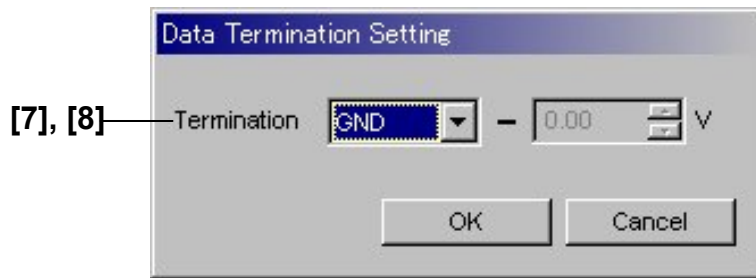 Data Termination Setting
[7], [8] Termination GND – 0.00 V
OK Cancel